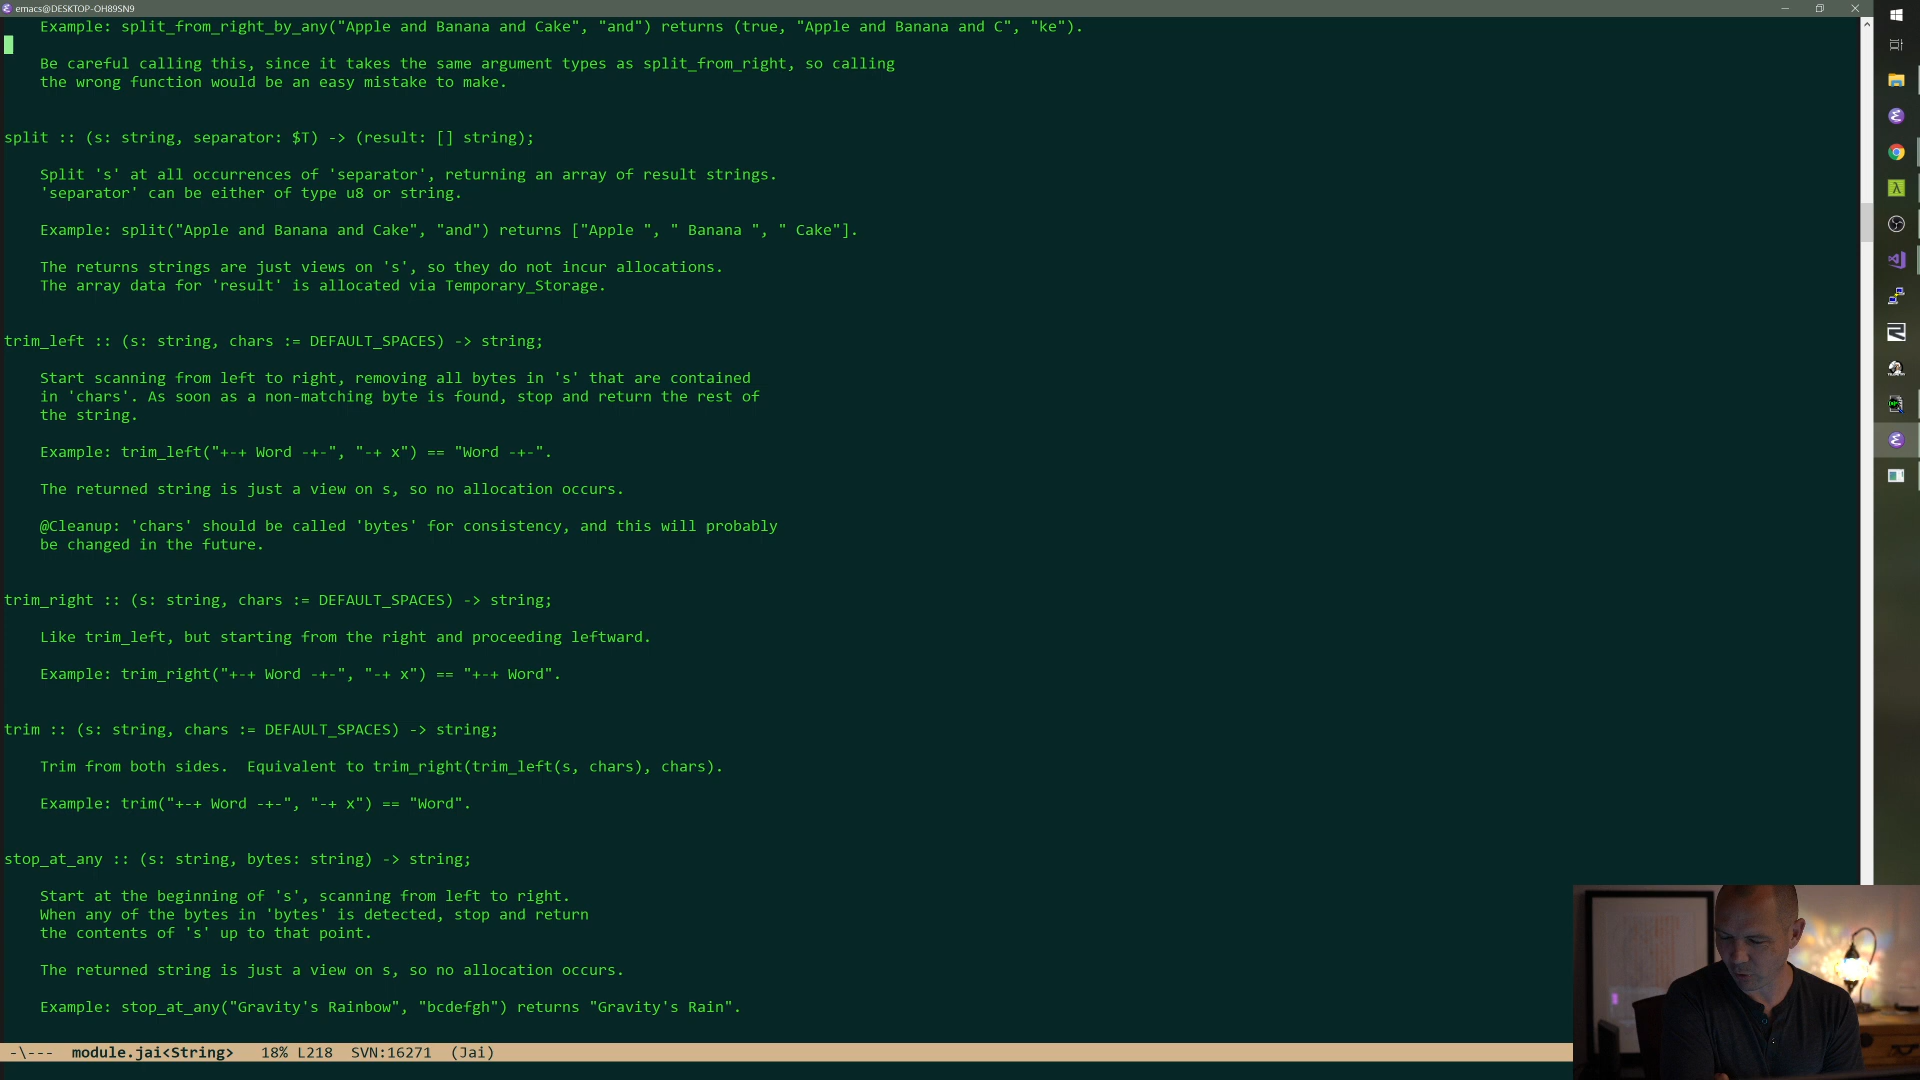 emacs@DESKTOP-OH89SN9
Example: split_from_right_by_any("Apple and Banana and Cake", "and") returns (true, "Apple and Banana and C", "ke").
Be careful calling this, since it takes the same argument types as split_from_right, so calling
the wrong function would be an easy mistake to make.
split :: (s: string, separator: $T) -> (result: [] string);
Split 's' at all occurrences of 'separator', returning an array of result strings.
'separator' can be either of type u8 or string.
Example: split("Apple and Banana and Cake", "and") returns ["Apple ", " Banana ", " Cake"].
The returns strings are just views on 's', so they do not incur allocations.
The array data for 'result' is allocated via Temporary_Storage.
trim_left :: (s: string, chars := DEFAULT_SPACES) -> string;
Start scanning from left to right, removing all bytes in 's' that are contained
in 'chars'. As soon as a non-matching byte is found, stop and return the rest of
the string.
Example: trim_left("+-+ Word -+-", "-+ x") == "Word -+-".
The returned string is just a view on s, so no allocation occurs.
@Cleanup: 'chars' should be called 'bytes' for consistency, and this will probably
be changed in the future.
trim_right :: (s: string, chars := DEFAULT_SPACES) -> string;
Like trim_left, but starting from the right and proceeding leftward.
Example: trim_right("+-+ Word -+-", "-+ x") == "+-+ Word".
trim :: (s: string, chars := DEFAULT_SPACES) -> string;
Trim from both sides.  Equivalent to trim_right(trim_left(s, chars), chars).
Example: trim("+-+ Word -+-", "-+ x") == "Word".
stop_at_any :: (s: string, bytes: string) -> string;
Start at the beginning of 's', scanning from left to right.
When any of the bytes in 'bytes' is detected, stop and return
the contents of 's' up to that point.
The returned string is just a view on s, so no allocation occurs.
Example: stop_at_any("Gravity's Rainbow", "bcdefgh") returns "Gravity's Rain".
-\--- module.jai<String> 18% L218 SVN:16271 (Jai)